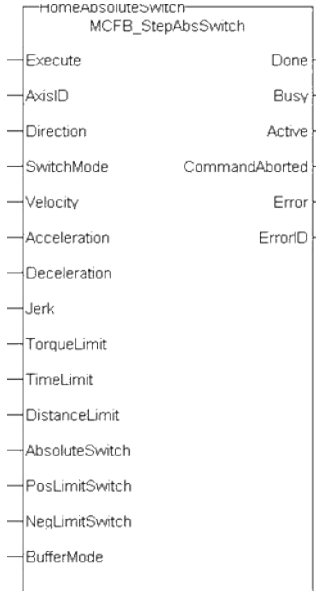 HomeAbsoluteSwitch
MCFB_StepAbsSwitch
Execute Done
AxisID Busy
Direction Active
SwitchMode CommandAborted
Velocity Error
Acceleration ErrorID
Deceleration
Jerk
TorqueLimit
TimeLimit
DistanceLimit
AbsoluteSwitch
PosLimitSwitch
NegLimitSwitch
BufferMode